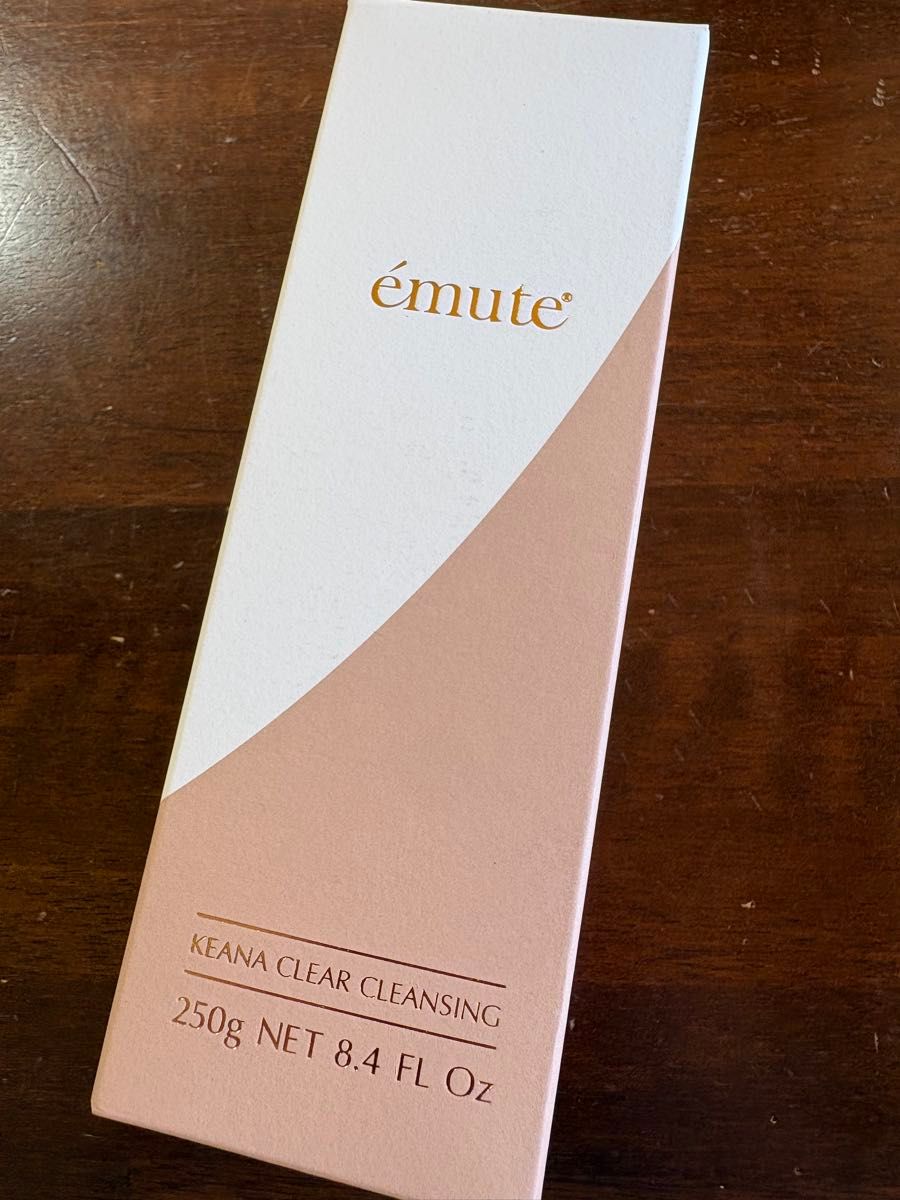 émute®
KEANA CLEAR CLEANSING
250g NET 8.4 FL Oz